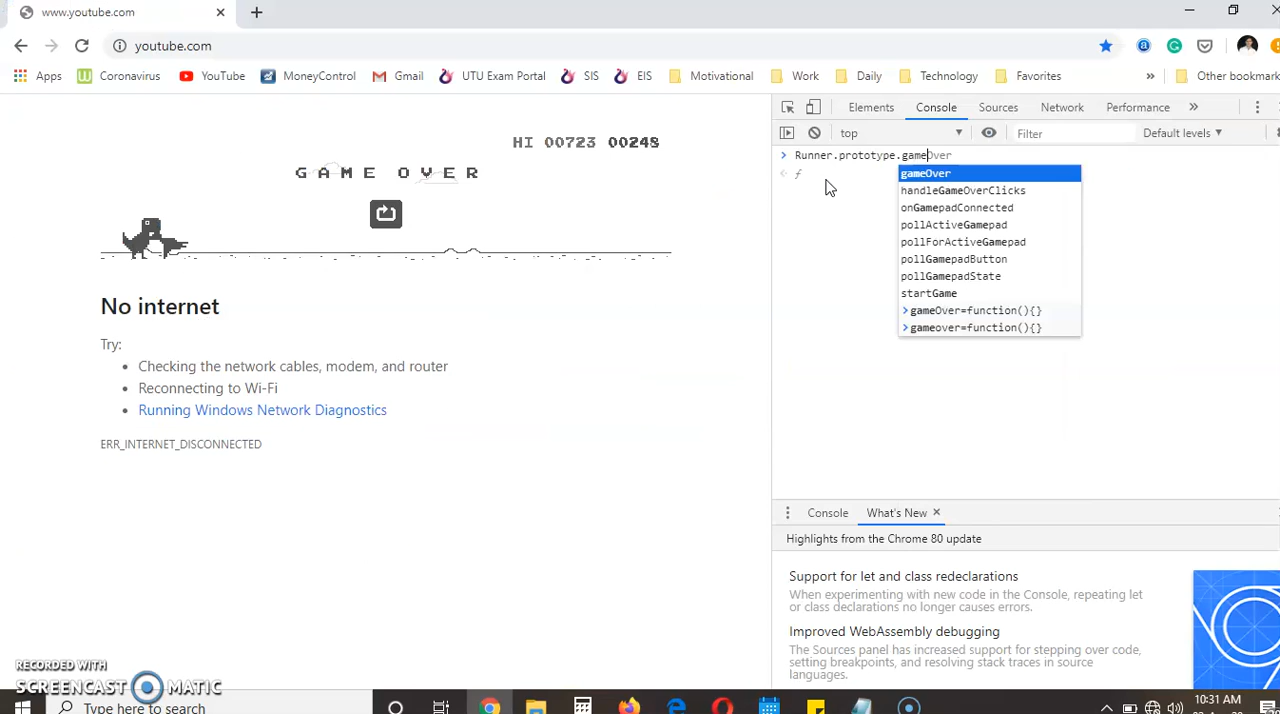 www.youtube.com
youtube.com
Apps Coronavirus YouTube MoneyControl Gmail UTU Exam Portal SIS EIS Motivational Work Daily Technology Favorites » Other bookmark
Elements Console Sources Network Performance »
top Filter Default levels
HI 00723 00248
Runner.prototype.gameOver
GAME OVER
f
gameOver
handleGameOverClicks
onGamepadConnected
pollActiveGamepad
pollForActiveGamepad
pollGamepadButton
pollGamepadState
startGame
gameOver=function(){}
gameover=function(){}
No internet
Try:
• Checking the network cables, modem, and router
• Reconnecting to Wi-Fi
• Running Windows Network Diagnostics
ERR_INTERNET_DISCONNECTED
Console What's New
Highlights from the Chrome 80 update
Support for let and class redeclarations
When experimenting with new code in the Console, repeating let
or class declarations no longer causes errors.
Improved WebAssembly debugging
The Sources panel has increased support for stepping over code,
setting breakpoints, and resolving stack traces in source
languages.
RECORDED WITH
SCREENCAST MATIC
Type here to search
10:31 AM